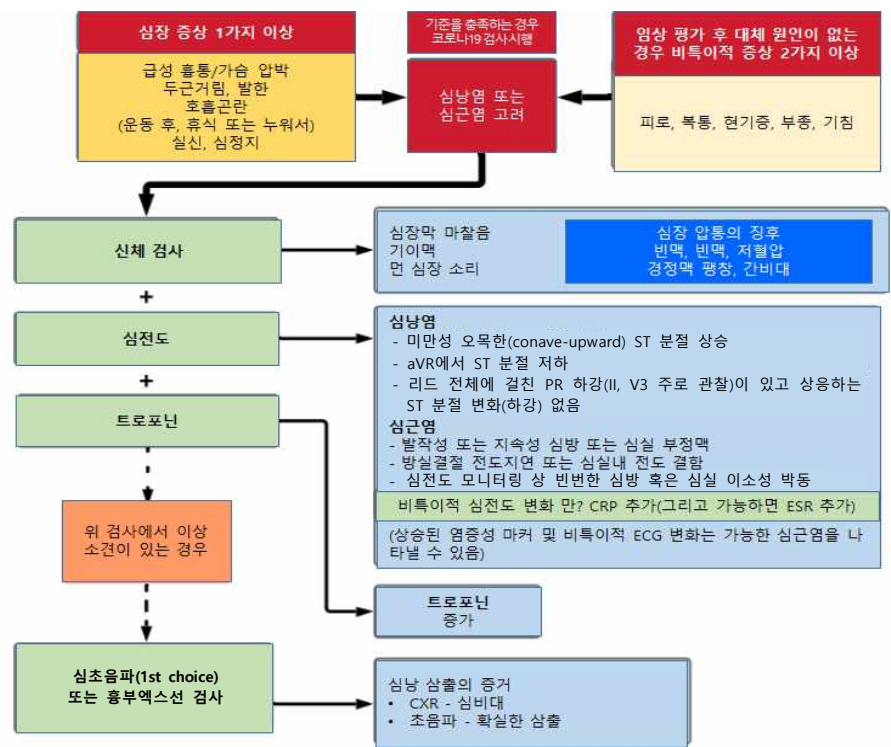 심장 증상 1가지 이상
급성 흉통/가슴 압박
두근거림, 발한
호흡곤란
(운동 후, 휴식 또는 누워서)
실신, 심정지
기준을 충족하는 경우
코로나19 검사시행
심낭염 또는
심근염 고려
임상 평가 후 대체 원인이 없는
경우 비특이적 증상 2가지 이상
피로, 복통, 현기증, 부종, 기침
신체 검사
심장막 마찰음
기이맥
먼 심장 소리
심장 압통의 징후
빈맥, 빈맥, 저혈압
경정맥 팽창, 간비대
+
심전도
심낭염
- 미만성 오목한(conave-upward) ST 분절 상승
- aVR에서 ST 분절 저하
- 리드 전체에 걸친 PR 하강(II, V3 주로 관찰)이 있고 상응하는
ST 분절 변화(하강) 없음
심근염
- 발작성 또는 지속성 심방 또는 심실 부정맥
- 방실결절 전도지연 또는 심실내 전도 결함
- 심전도 모니터링 상 빈번한 심방 혹은 심실 이소성 박동
비특이적 심전도 변화 만? CRP 추가(그리고 가능하면 ESR 추가)
(상승된 염증성 마커 및 비특이적 ECG 변화는 가능한 심근염을 나
타낼 수 있음)
+
트로포닌
위 검사에서 이상
소견이 있는 경우
트로포닌
증가
심초음파(1st choice)
또는 흉부엑스선 검사
심낭 삼출의 증거
• CXR - 심비대
• 초음파 - 확실한 삼출